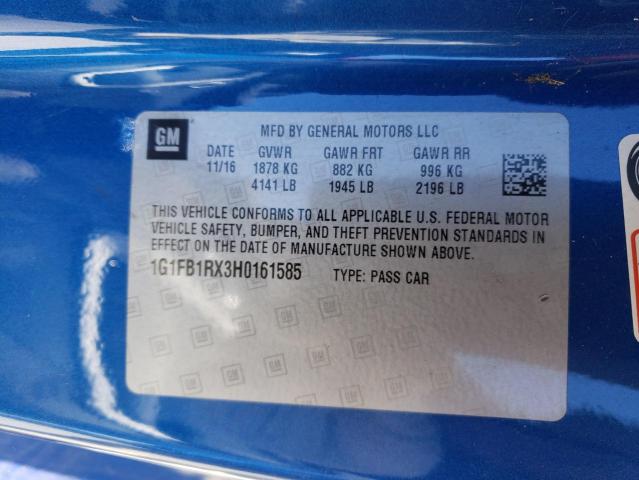 GM
MFD BY GENERAL MOTORS LLC
DATE GVWR GAWR FRT GAWR RR
11/16 1878 KG 882 KG 996 KG
4141 LB 1945 LB 2196 LB
THIS VEHICLE CONFORMS TO ALL APPLICABLE U.S. FEDERAL MOTOR
VEHICLE SAFETY, BUMPER, AND THEFT PREVENTION STANDARDS IN
EFFECT ON THE DATE OF MANUFACTURE SHOWN ABOVE.
1G1FB1RX3H0161585 TYPE: PASS CAR